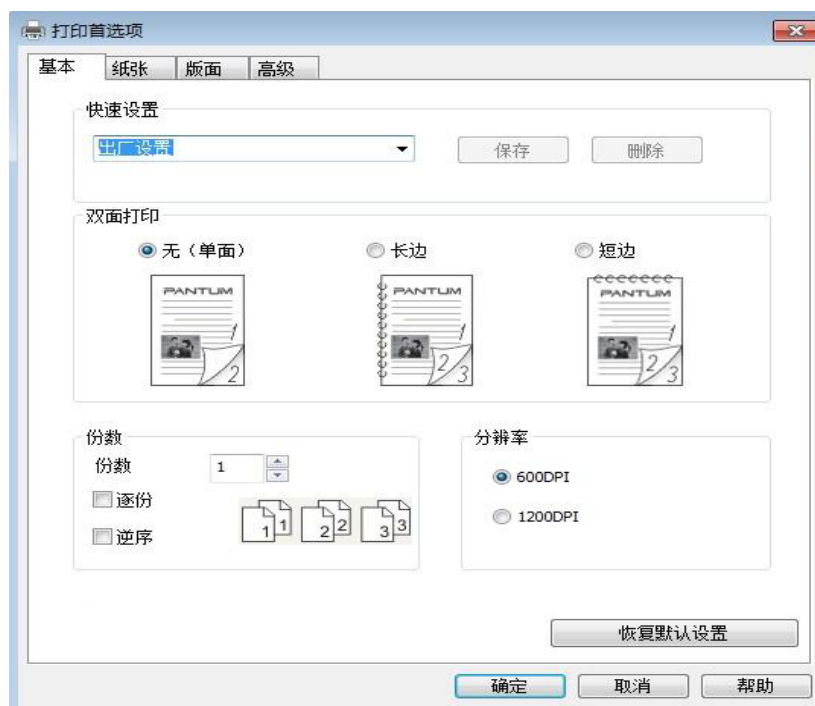 打印首选项
基本 纸张 版面 高级
快速设置
出厂设置 保存 删除
双面打印
无（单面） 长边 短边
PANTUM PANTUM PANTUM
1 1 1
2 2 3 2 3
份数 分辨率
份数 1 600DPI
逐份 1 1 2 2 3 3 1200DPI
逆序
恢复默认设置
确定 取消 帮助